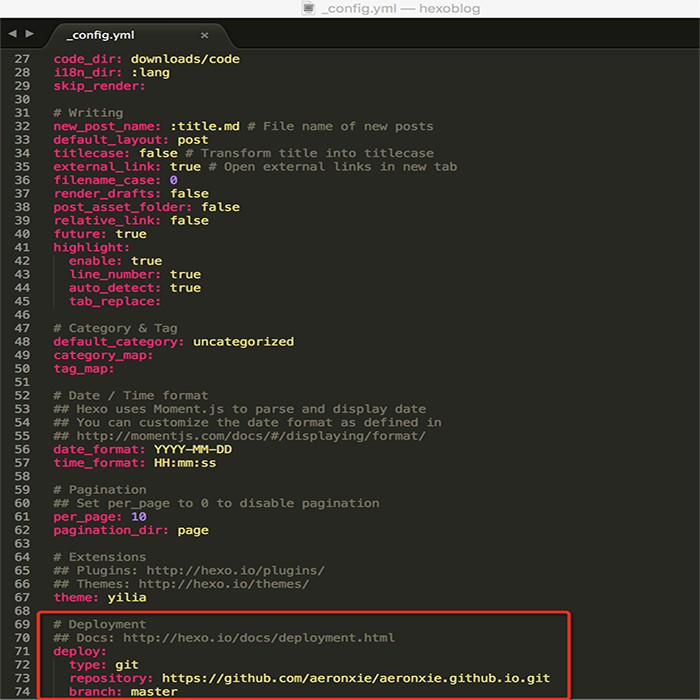 _config.yml — hexoblog
_config.yml ×
27 code_dir: downloads/code
28 i18n_dir: :lang
29 skip_render:
30
31 # Writing
32 new_post_name: :title.md # File name of new posts
33 default_layout: post
34 titlecase: false # Transform title into titlecase
35 external_link: true # Open external links in new tab
36 filename_case: 0
37 render_drafts: false
38 post_asset_folder: false
39 relative_link: false
40 future: true
41 highlight:
42 enable: true
43 line_number: true
44 auto_detect: true
45 tab_replace:
46
47 # Category & Tag
48 default_category: uncategorized
49 category_map:
50 tag_map:
51
52 # Date / Time format
53 ## Hexo uses Moment.js to parse and display date
54 ## You can customize the date format as defined in
55 ## http://momentjs.com/docs/#/displaying/format/
56 date_format: YYYY-MM-DD
57 time_format: HH:mm:ss
58
59 # Pagination
60 ## Set per_page to 0 to disable pagination
61 per_page: 10
62 pagination_dir: page
63
64 # Extensions
65 ## Plugins: http://hexo.io/plugins/
66 ## Themes: http://hexo.io/themes/
67 theme: yilia
68
69 # Deployment
70 ## Docs: http://hexo.io/docs/deployment.html
71 deploy:
72 type: git
73 repository: https://github.com/aeronxie/aeronxie.github.io.git
74 branch: master